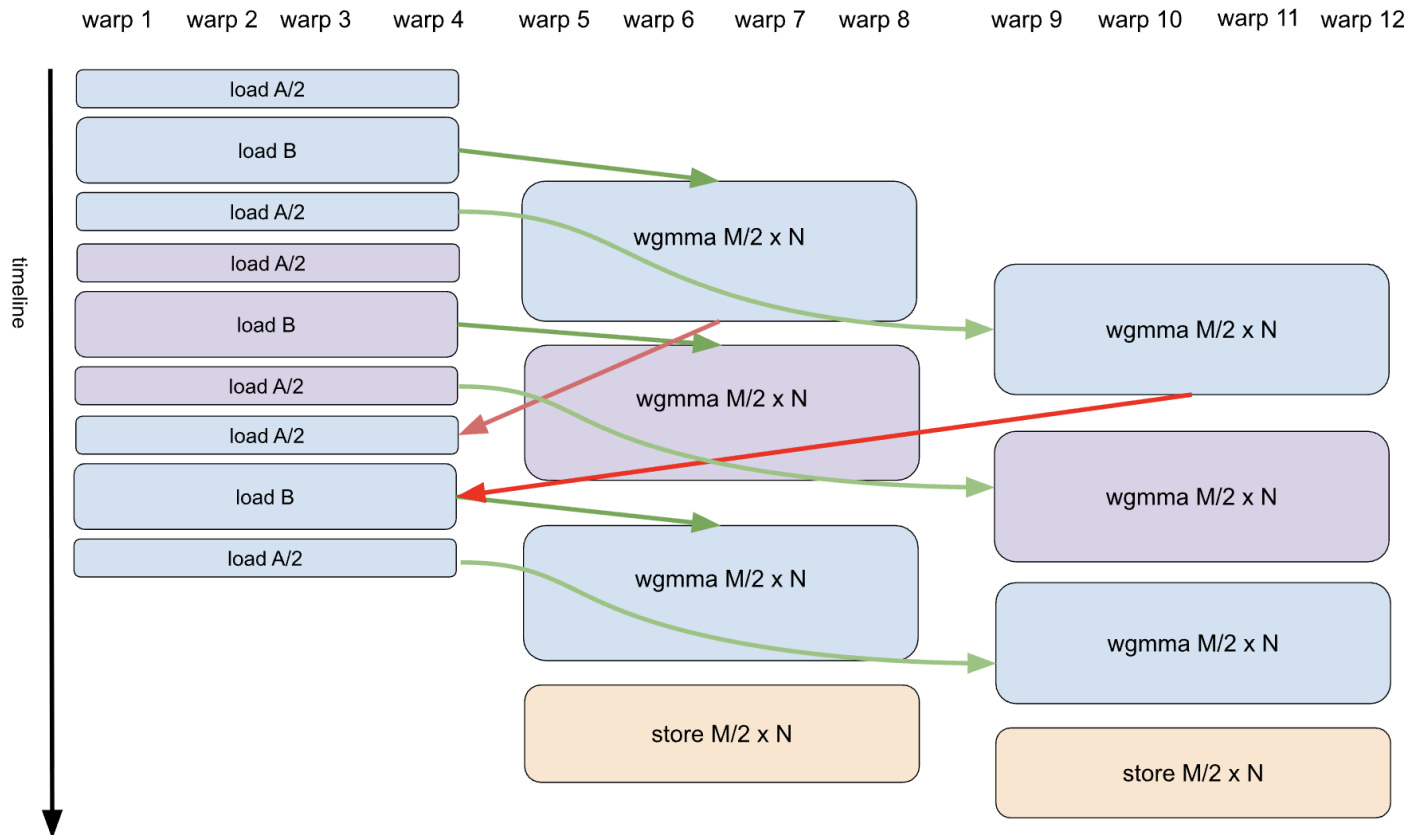 warp 1 warp 2 warp 3 warp 4 warp 5 warp 6 warp 7 warp 8 warp 9 warp 10 warp 11 warp 12
timeline
load A/2
load B
load A/2
load A/2
load B
load A/2
load A/2
load B
load A/2
wgmma M/2 x N
wgmma M/2 x N
wgmma M/2 x N
store M/2 x N
wgmma M/2 x N
wgmma M/2 x N
wgmma M/2 x N
store M/2 x N